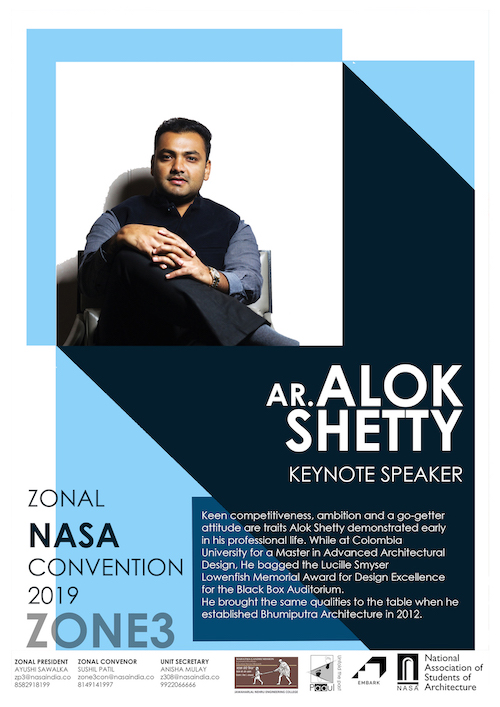 AR. ALOK
SHETTY
KEYNOTE SPEAKER
ZONAL
NASA
CONVENTION
2019
ZONE3
Keen competitiveness, ambition and a go-getter
attitude are traits Alok Shetty demonstrated early
in his professional life. While at Colombia
University for a Master in Advanced Architectural
Design, He bagged the Lucille Smyser
Lowenfish Memorial Award for Design Excellence
for the Black Box Auditorium.
He brought the same qualities to the table when he
established Bhumiputra Architecture in 2012.
ZONAL PRESIDENT
AYUSHI SAWALKA
zp3@nasaindia.co
8582918199
ZONAL CONVENOR
SUSHIL PATIL
zone3con@nasaindia.co
8149141997
UNIT SECRETARY
ANISHA MULAY
z308@nasaindia.co
9922066666
EMBARK
NASA
National
Association of
Students of
Architecture